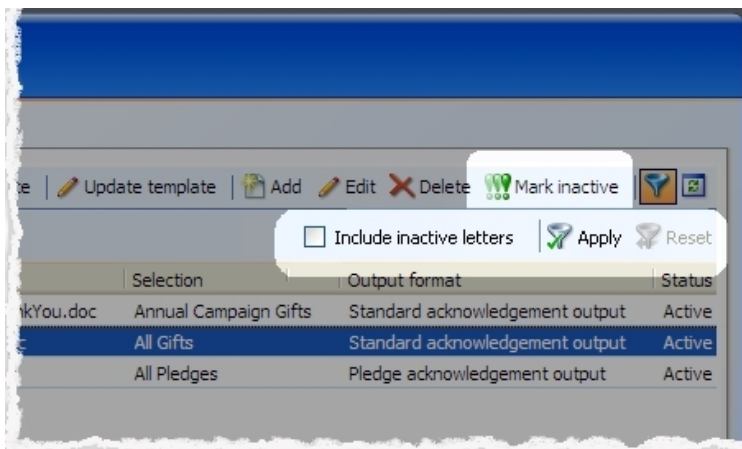 te Update template Add Edit Delete Mark inactive
Include inactive letters Apply Reset
Selection Output format Status
nkYou.doc Annual Campaign Gifts Standard acknowledgement output Active
c All Gifts Standard acknowledgement output Active
All Pledges Pledge acknowledgement output Active